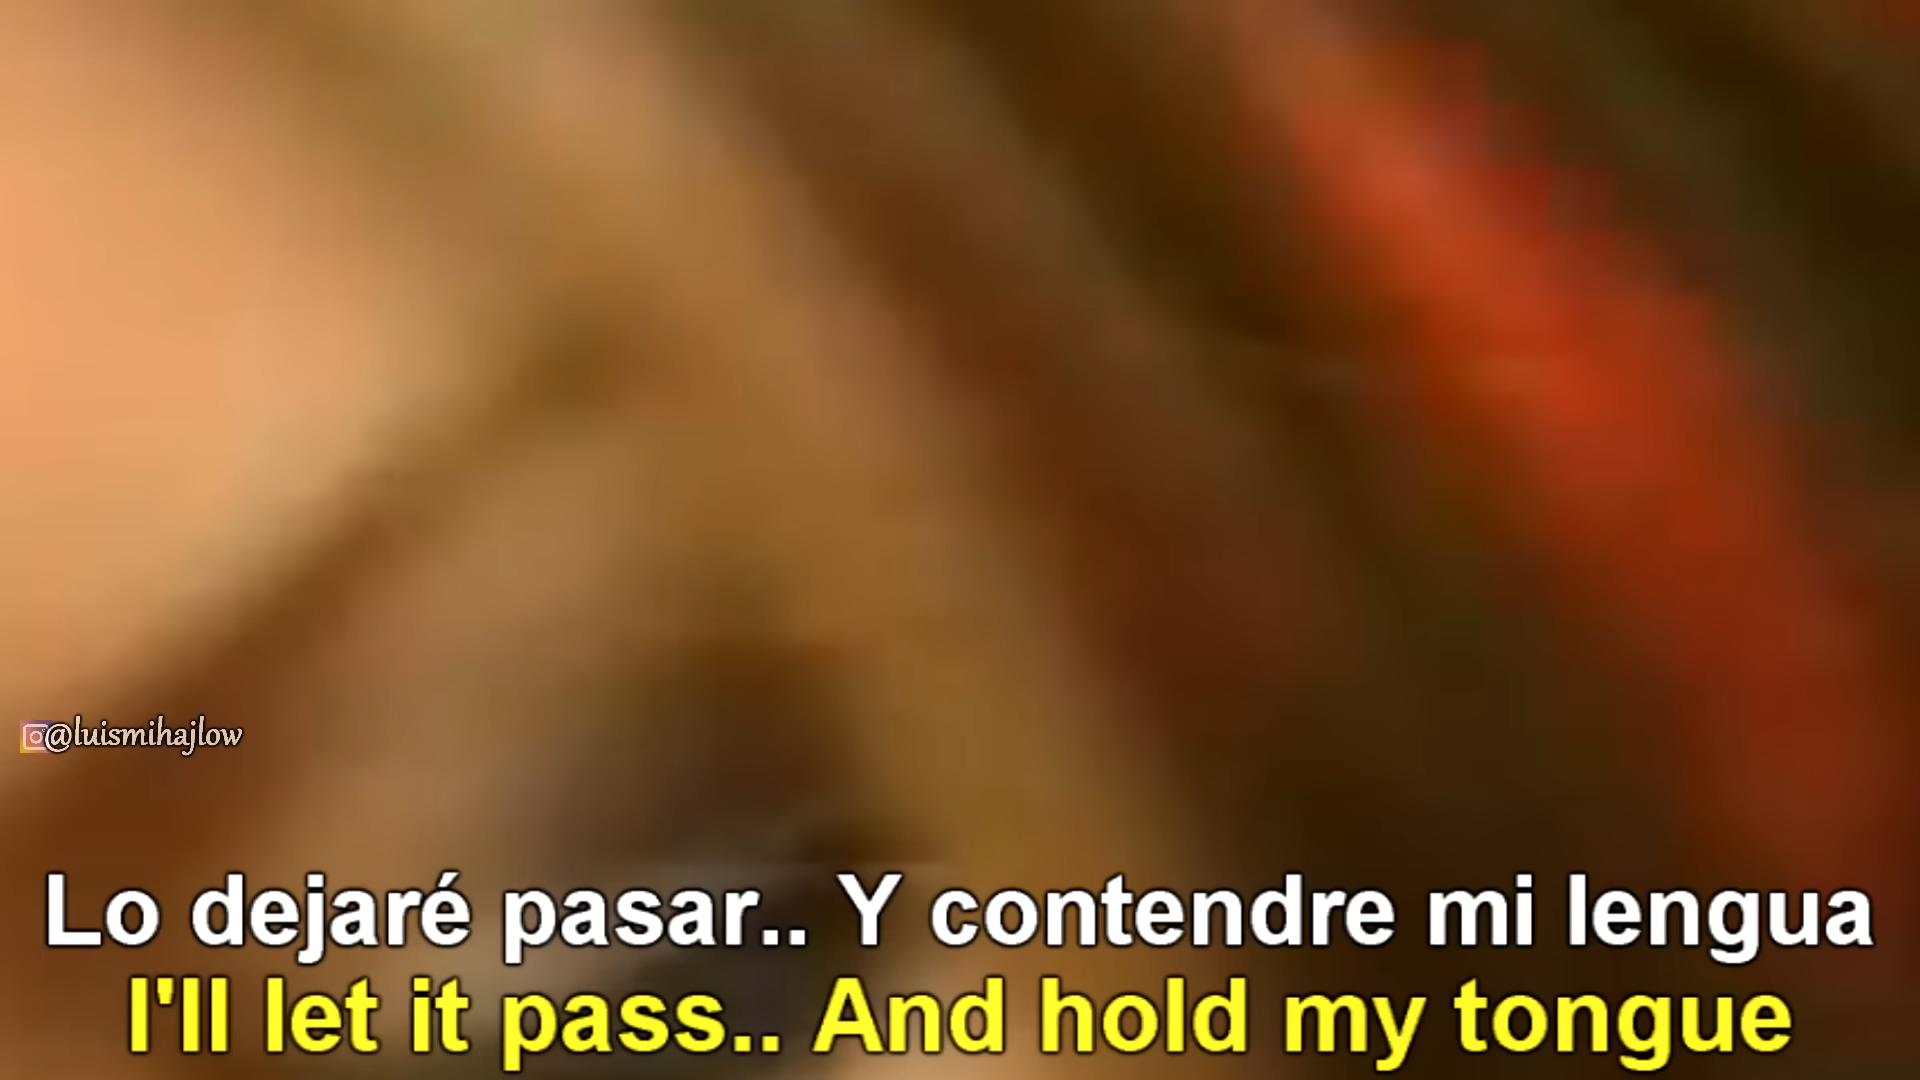 @luismihajlow
Lo dejaré pasar.. Y contendre mi lengua
I'll let it pass.. And hold my tongue